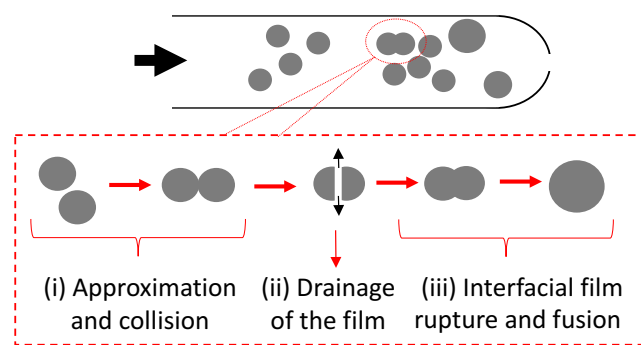 (i) Approximation
and collision
(ii) Drainage
of the film
(iii) Interfacial film
rupture and fusion